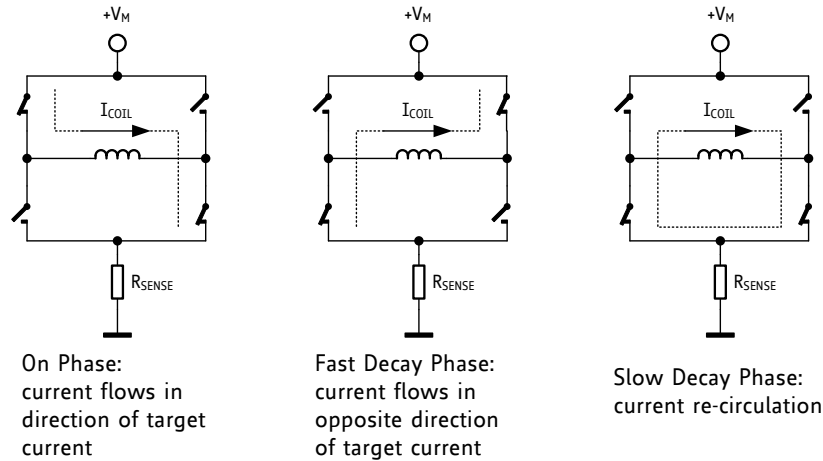 +VM
ICOIL
RSENSE
On Phase:
current flows in
direction of target
current
+VM
ICOIL
RSENSE
Fast Decay Phase:
current flows in
opposite direction
of target current
+VM
ICOIL
RSENSE
Slow Decay Phase:
current re-circulation